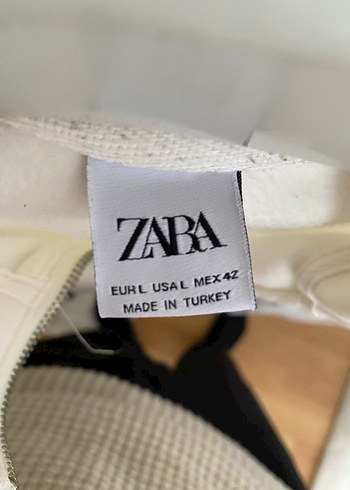 ZARA
EUR L USA L MEX 42
MADE IN TURKEY